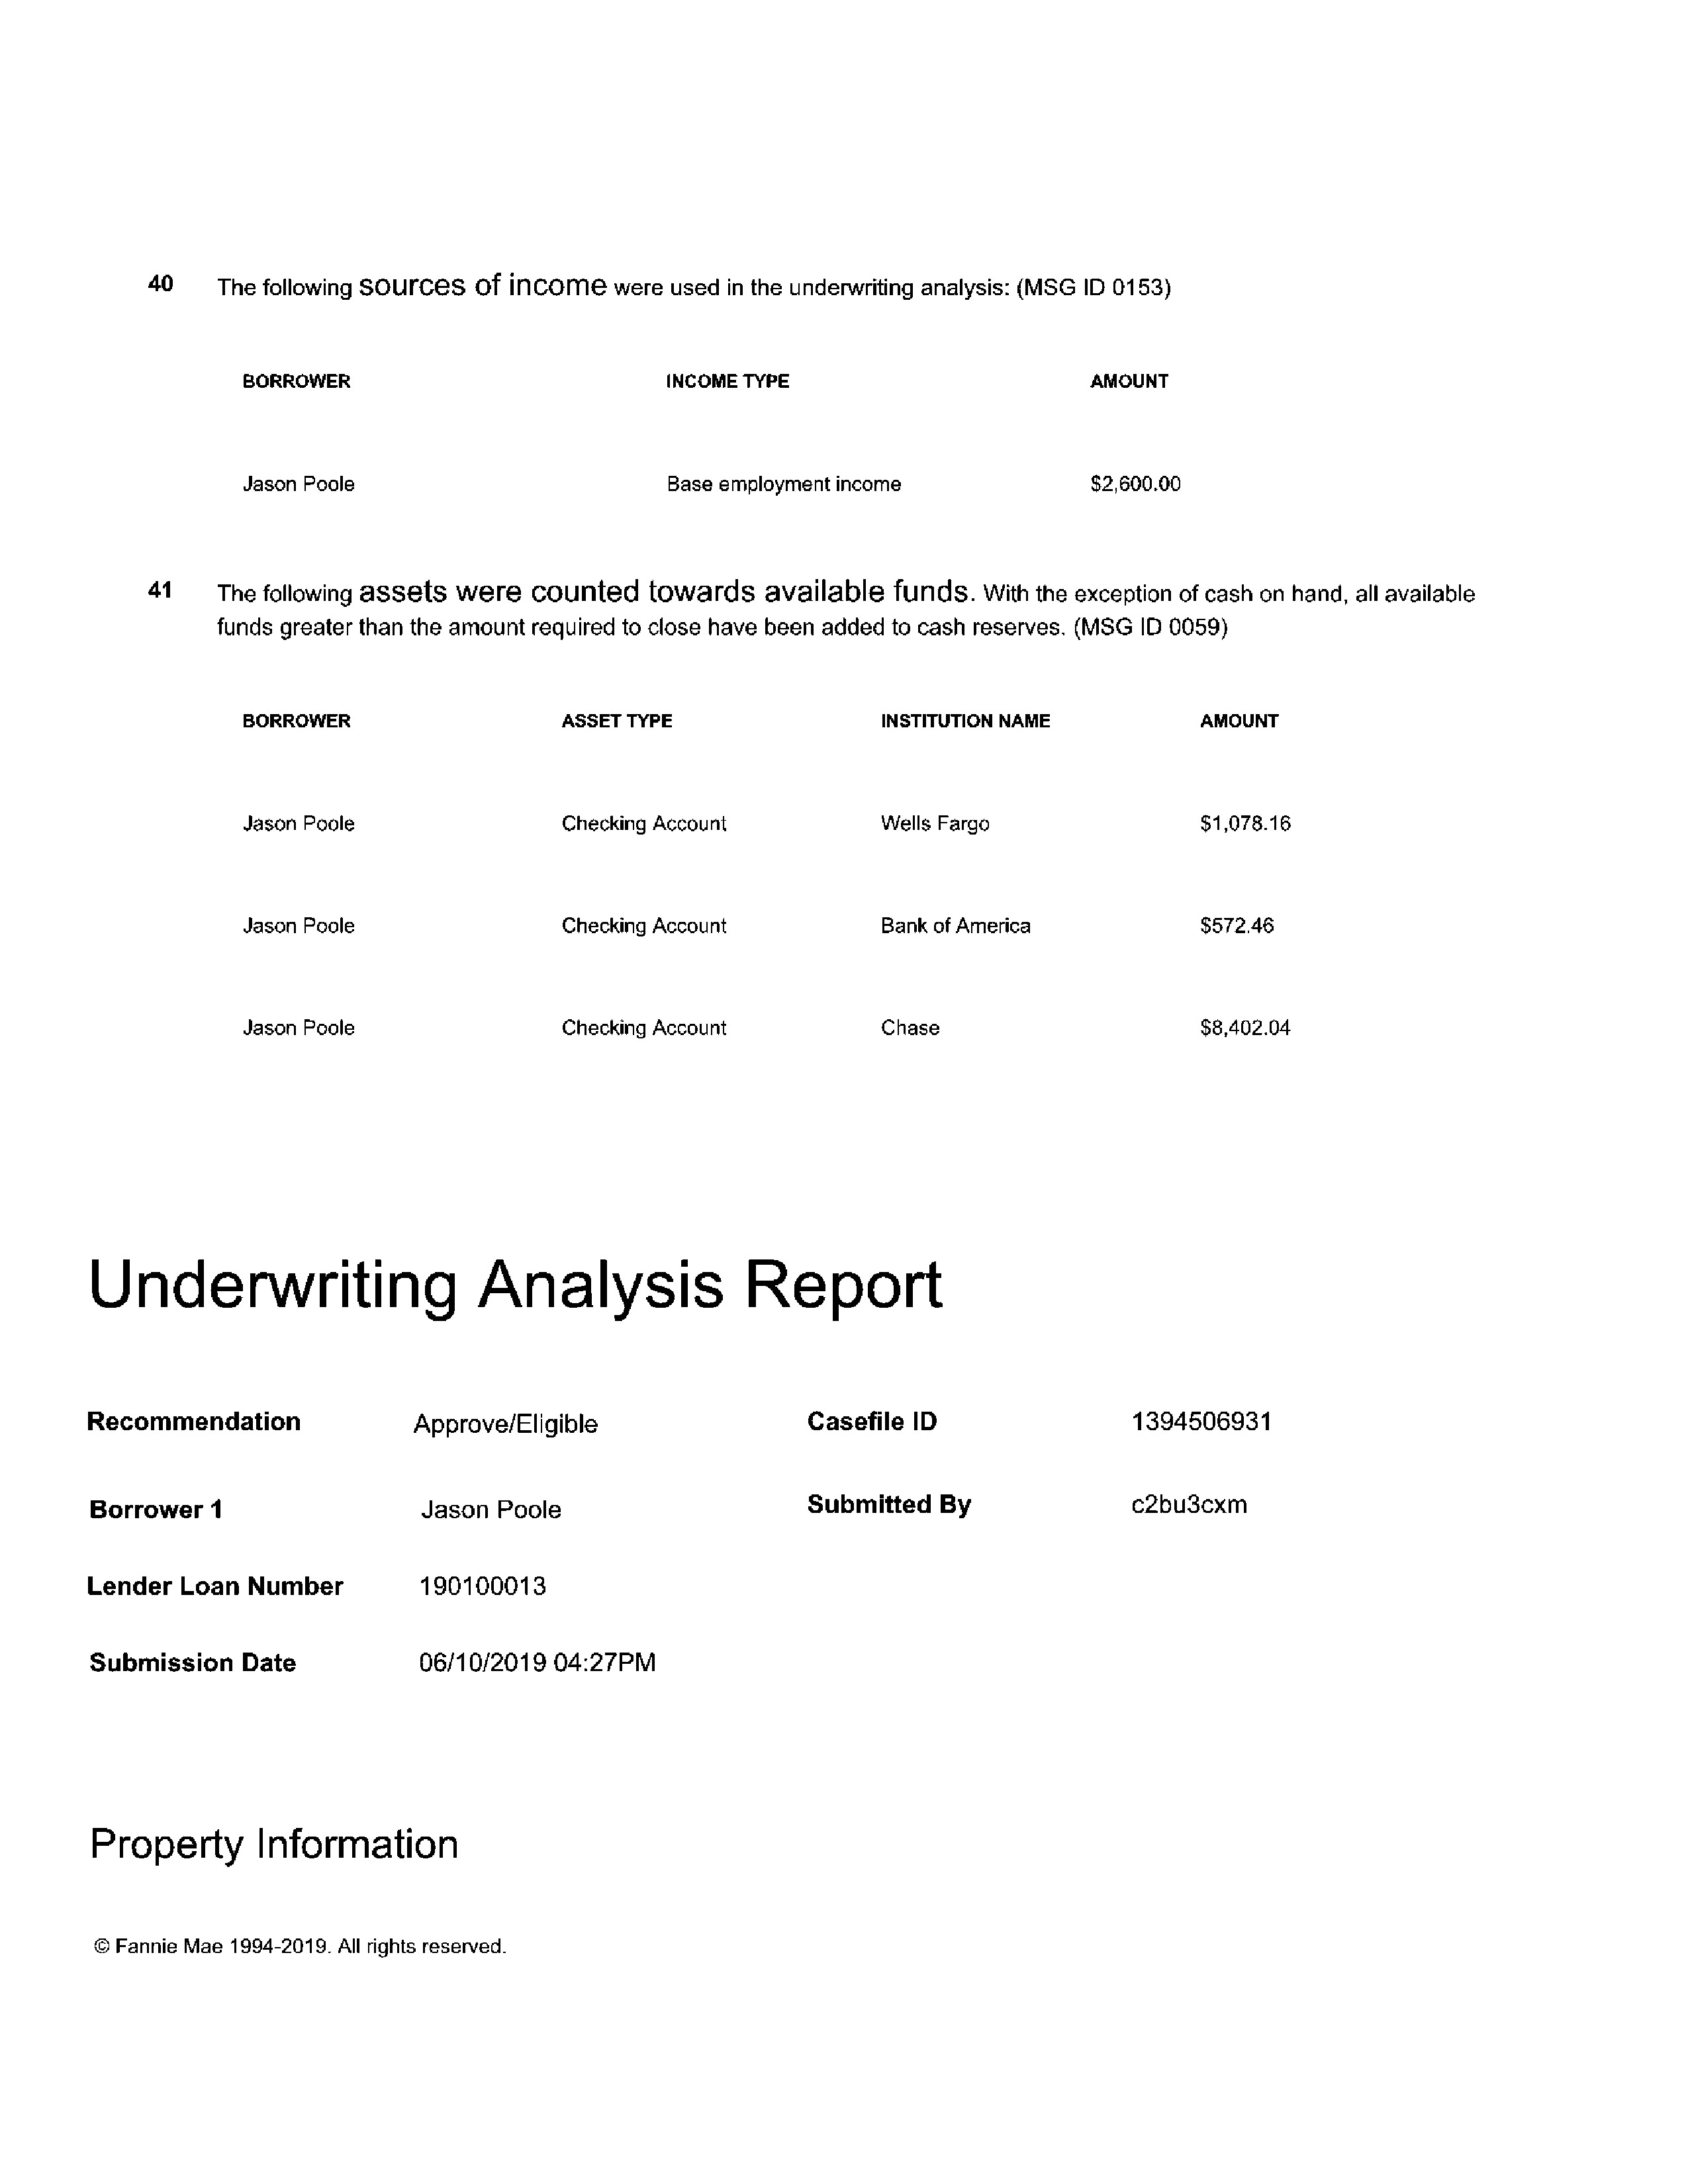 40 The following sources of income were used in the underwriting analysis: (MSG ID 0153)
BORROWER INCOME TYPE AMOUNT
Jason Poole Base employment income $2,600.00
41 The following assets were counted towards available funds. With the exception of cash on hand, all available
funds greater than the amount required to close have been added to cash reserves. (MSG ID 0059)
BORROWER ASSET TYPE INSTITUTION NAME AMOUNT
Jason Poole Checking Account Wells Fargo $1,078.16
Jason Poole Checking Account Bank of America $572.46
Jason Poole Checking Account Chase $8,402.04
Underwriting Analysis Report
Recommendation Approve/Eligible Casefile ID 1394506931
Borrower 1 Jason Poole Submitted By c2bu3cxm
Lender Loan Number 190100013
Submission Date 06/10/2019 04:27PM
Property Information
© Fannie Mae 1994-2019. All rights reserved.